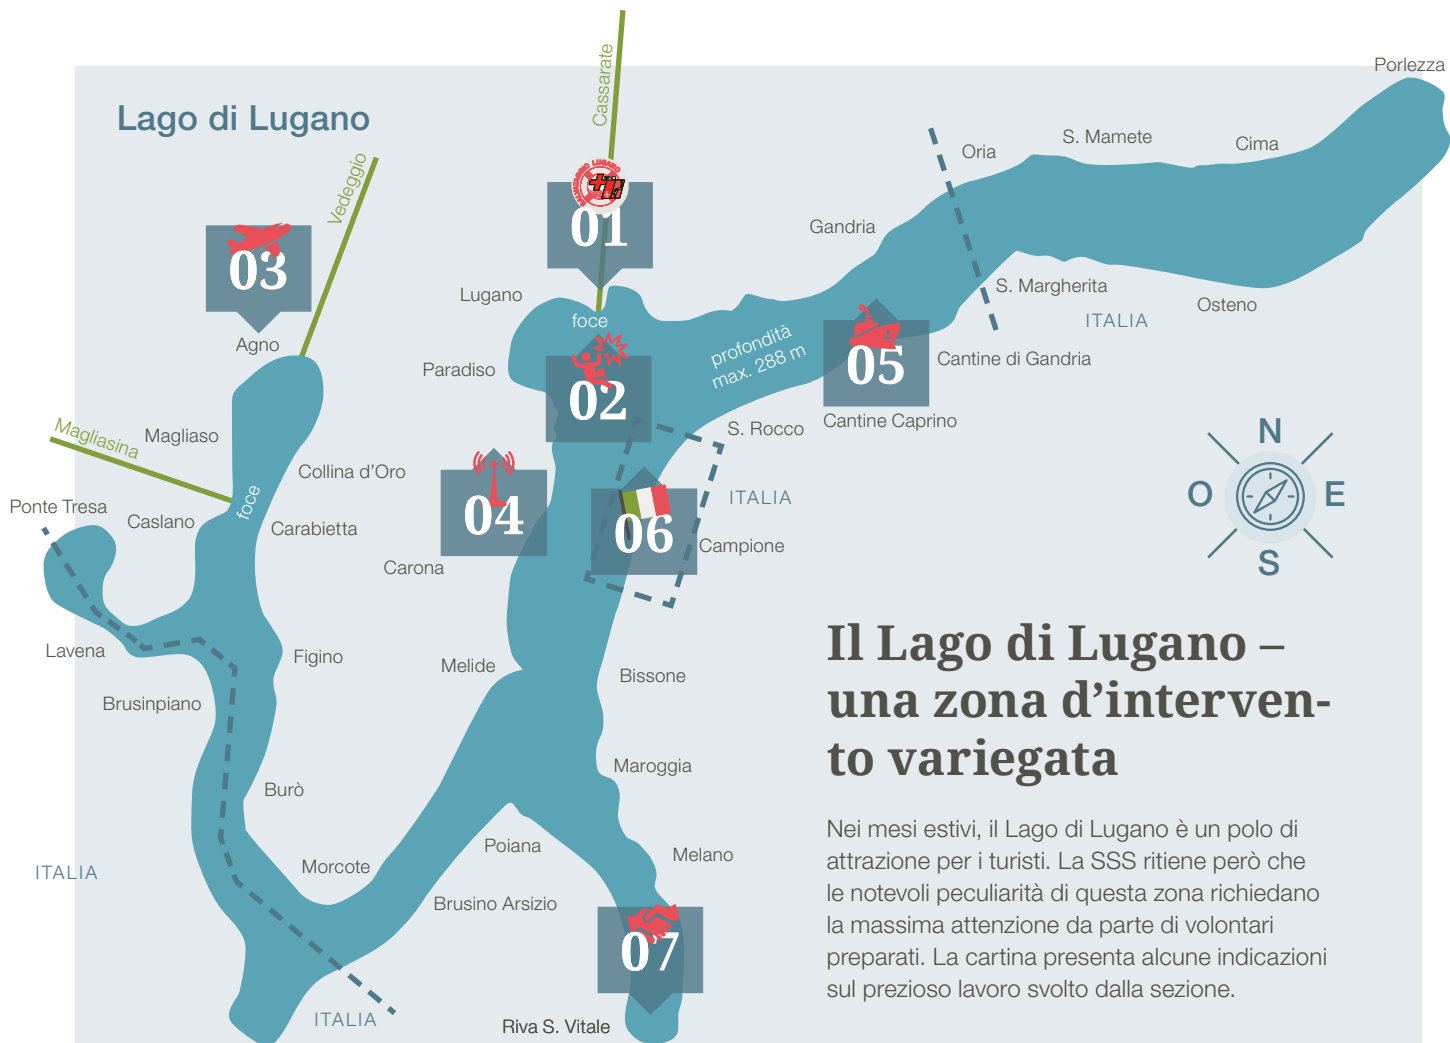 Porlezza
Cassarate
Lago di Lugano
S. Mamete
Cima
Oria
Vedeggio
SALVATAGGIO LUGANO
01
Gandria
03
S. Margherita
Lugano
Osteno
foce
ITALIA
profondità
max. 288 m
Agno
Cantine di Gandria
05
Paradiso
02
Cantine Caprino
S. Rocco
Magliasina
Magliaso
N
Collina d'Oro
O
E
ITALIA
foce
Ponte Tresa
Caslano
04
Carabietta
06
Campione
S
Carona
Il Lago di Lugano –
una zona d'interven-
to variegata
Lavena
Figino
Melide
Bissone
Brusinpiano
Maroggia
Burò
Nei mesi estivi, il Lago di Lugano è un polo di
attrazione per i turisti. La SSS ritiene però che
le notevoli peculiarità di questa zona richiedano
la massima attenzione da parte di volontari
preparati. La cartina presenta alcune indicazioni
sul prezioso lavoro svolto dalla sezione.
Poiana
Melano
Morcote
ITALIA
Brusino Arsizio
07
ITALIA
Riva S. Vitale